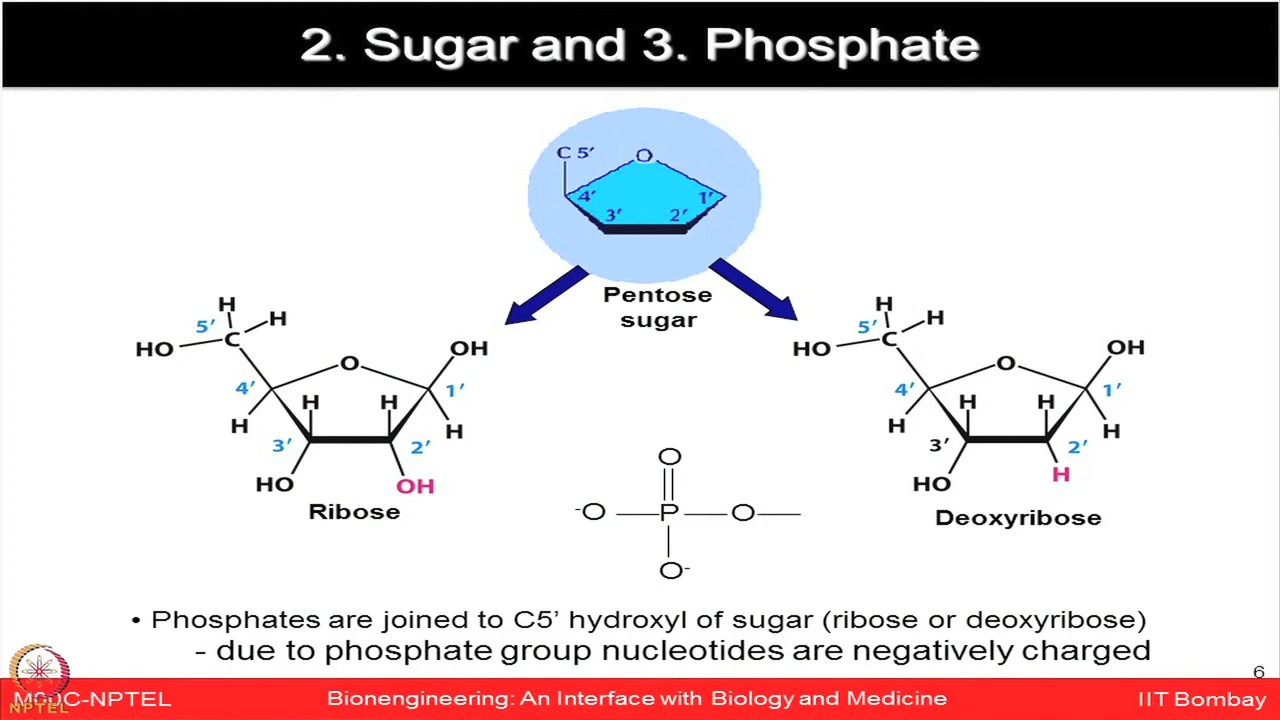 2. Sugar and 3. Phosphate
C 5′
O
4′
1′
3′
2′
Pentose
sugar
H
H
5′
C
HO
O
OH
4′
1′
H
H
H
H
3′
2′
HO
OH
Ribose
H
H
5′
C
HO
O
OH
4′
1′
H
H
H
H
3′
2′
H
HO
Deoxyribose
O
-O
P
O
O-
• Phosphates are joined to C5’ hydroxyl of sugar (ribose or deoxyribose)
- due to phosphate group nucleotides are negatively charged
6
NPTEL
MOOC-NPTEL
Bionengineering: An Interface with Biology and Medicine
IIT Bombay